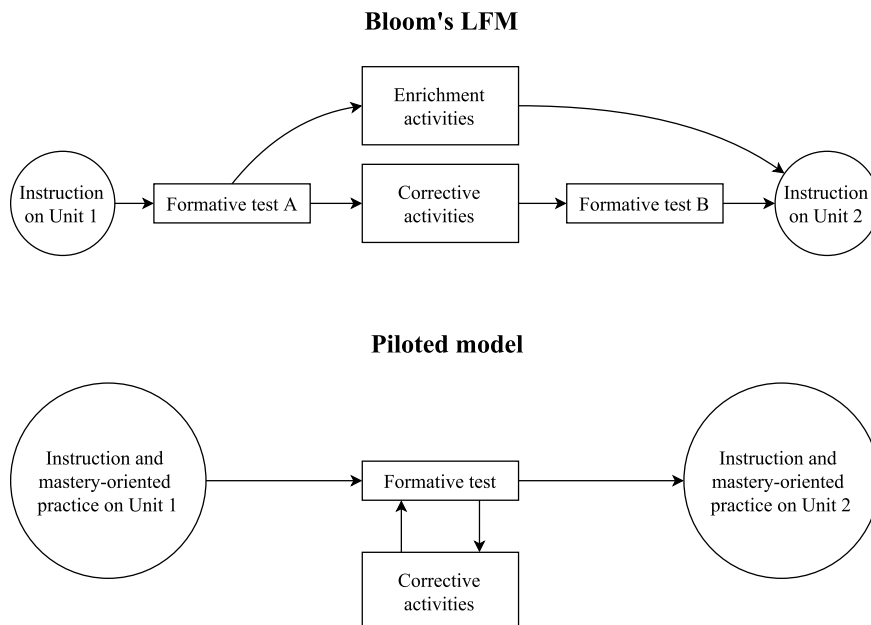 Bloom's LFM
Enrichment
activities
Instruction
on Unit 1
Formative test A
Corrective
activities
Formative test B
Instruction
on Unit 2
Piloted model
Instruction and
mastery-oriented
practice on Unit 1
Formative test
Instruction and
mastery-oriented
practice on Unit 2
Corrective
activities